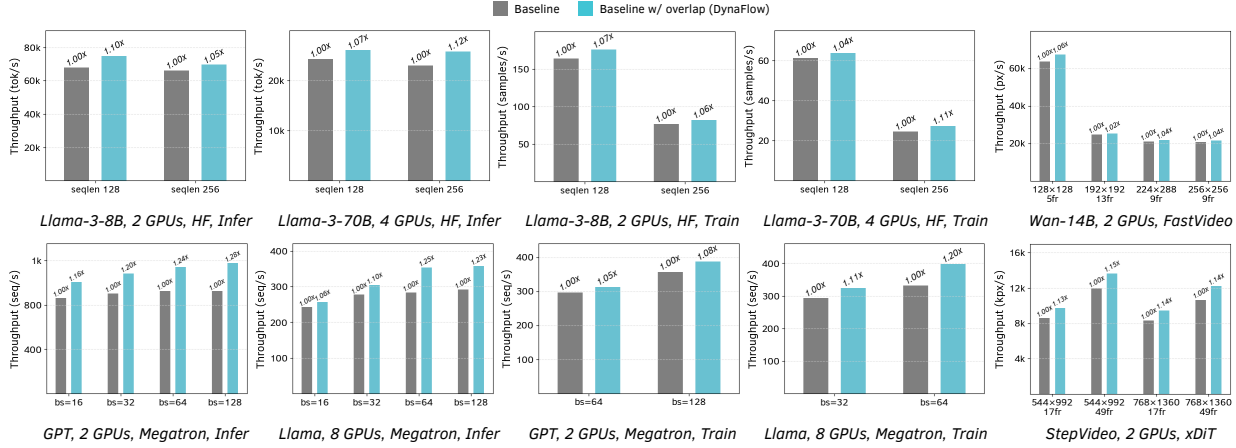 Baseline
Baseline w/ overlap (DynaFlow)
Throughput (tok/s)
80k
60k
40k
20k
1.00x
1.10x
1.00x
1.05x
seqlen 128
seqlen 256
Llama-3-8B, 2 GPUs, HF, Infer
Throughput (tok/s)
30k
20k
10k
1.00x
1.07x
1.00x
1.12x
seqlen 128
seqlen 256
Llama-3-70B, 4 GPUs, HF, Infer
Throughput (samples/s)
200
150
100
50
1.00x
1.07x
1.00x
1.06x
seqlen 128
seqlen 256
Llama-3-8B, 2 GPUs, HF, Train
Throughput (samples/s)
60
40
20
1.00x
1.04x
1.00x
1.11x
seqlen 128
seqlen 256
Llama-3-70B, 4 GPUs, HF, Train
Throughput (px/s)
60k
40k
20k
1.00x
1.06x
1.00x
1.02x
1.00x
1.04x
1.00x
1.04x
128×128 192×192 224×288 256×256
5fr 13fr 9fr 9fr
Wan-14B, 2 GPUs, FastVideo
Throughput (seq/s)
1k
800
400
1.00x
1.16x
1.00x
1.20x
1.00x
1.24x
1.00x
1.28x
bs=16
bs=32
bs=64
bs=128
GPT, 2 GPUs, Megatron, Infer
Throughput (seq/s)
400
300
200
100
1.00x
1.06x
1.00x
1.10x
1.00x
1.25x
1.00x
1.23x
bs=16
bs=32
bs=64
bs=128
Llama, 8 GPUs, Megatron, Infer
Throughput (seq/s)
400
300
200
100
1.00x
1.05x
1.00x
1.08x
bs=64
bs=128
GPT, 2 GPUs, Megatron, Train
Throughput (seq/s)
400
300
200
100
1.00x
1.11x
1.00x
1.20x
bs=32
bs=64
Llama, 8 GPUs, Megatron, Train
Throughput (kpx/s)
16k
12k
8k
4k
1.00x
1.13x
1.00x
1.15x
1.00x
1.14x
1.00x
1.14x
544×992 544×992 768×1360 768×1360
17fr 49fr 17fr 49fr
StepVideo, 2 GPUs, xDiT